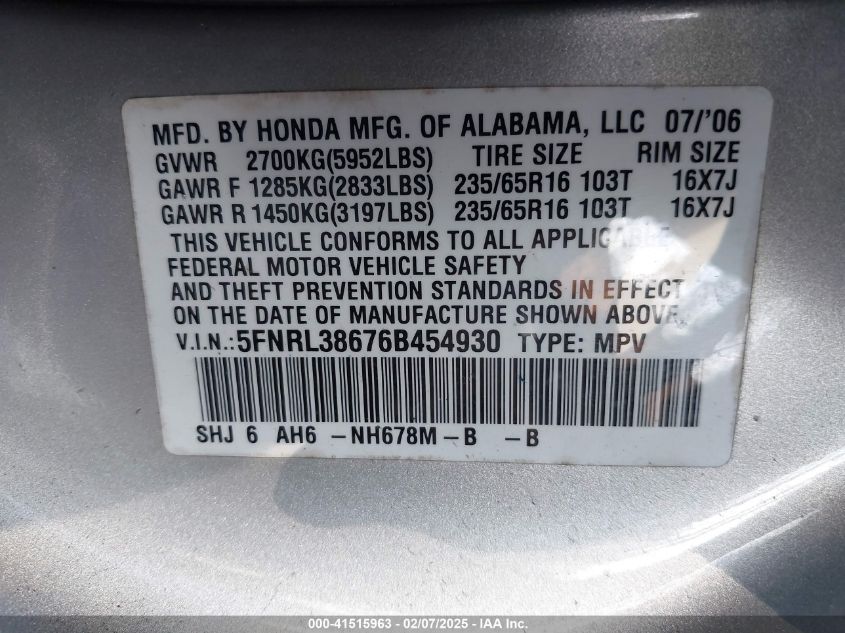 MFD. BY HONDA MFG. OF ALABAMA, LLC 07/'06
GVWR 2700KG(5952LBS) TIRE SIZE RIM SIZE
GAWR F 1285KG(2833LBS) 235/65R16 103T 16X7J
GAWR R 1450KG(3197LBS) 235/65R16 103T 16X7J
THIS VEHICLE CONFORMS TO ALL APPLICABLE
FEDERAL MOTOR VEHICLE SAFETY
AND THEFT PREVENTION STANDARDS IN EFFECT
ON THE DATE OF MANUFACTURE SHOWN ABOVE.
V.I.N.:5FNRL38676B454930 TYPE: MPV
SHJ 6 AH6 -NH678M-B -B
000-41515963 - 02/07/2025 - © IAA, Inc.